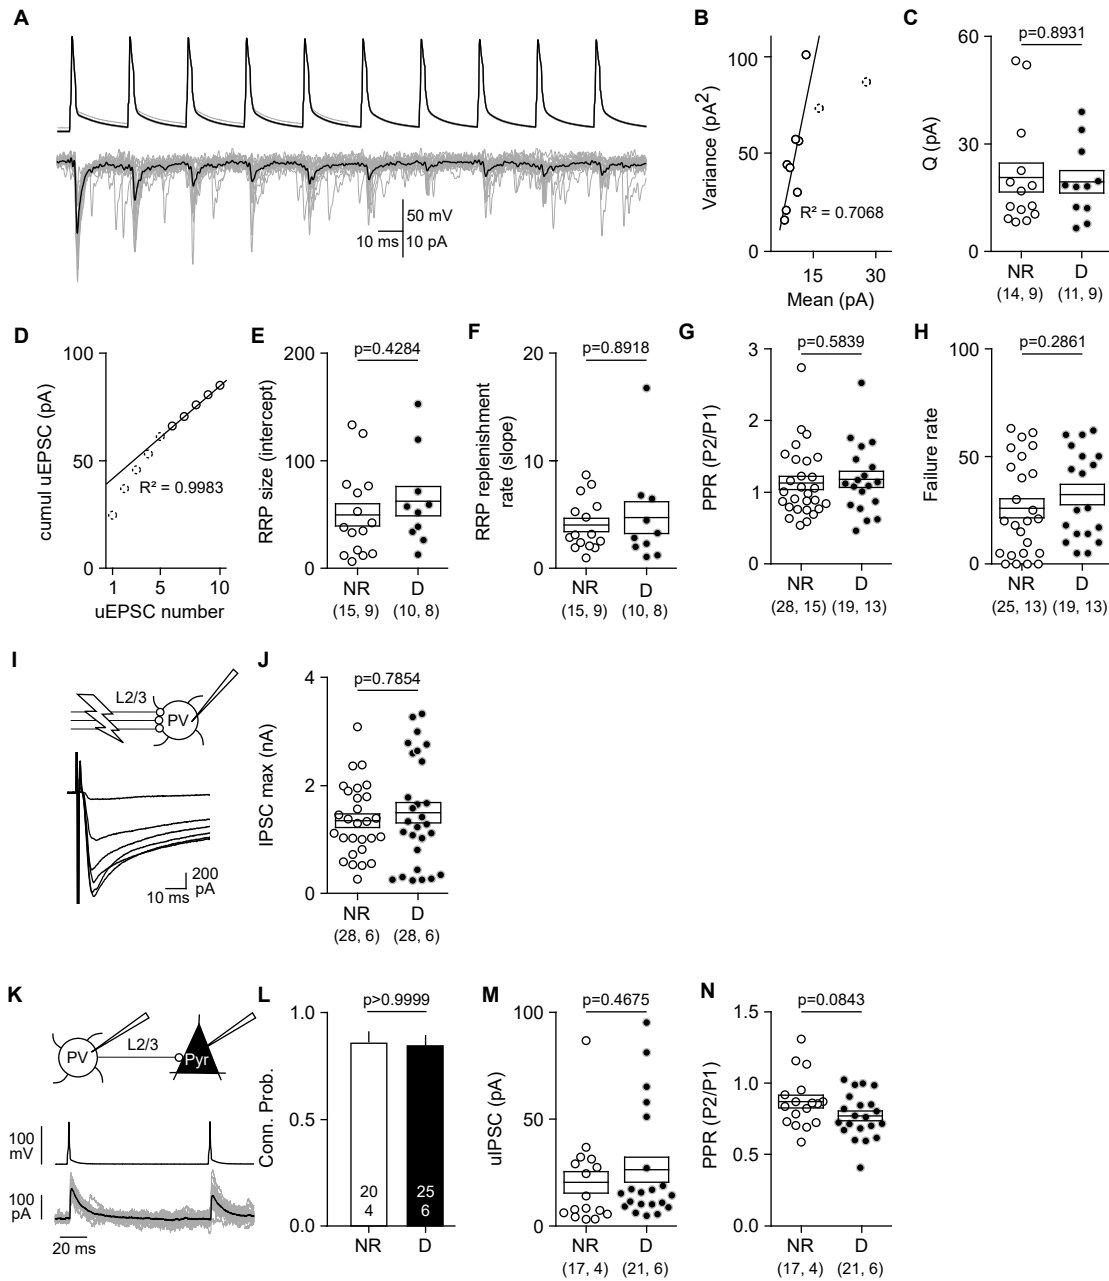 A
50 mV
10 ms
10 pA
B
Variance (pA²)
100
50
0
R² = 0.7068
15
30
Mean (pA)
C
p=0.8931
Q (pA)
60
30
0
NR
D
(14, 9)
(11, 9)
D
cumul uEPSC (pA)
100
50
0
R² = 0.9983
1
5
10
uEPSC number
E
p=0.4284
RRP size (intercept)
200
100
0
NR
D
(15, 9)
(10, 8)
F
p=0.8918
RRP replenishment
rate (slope)
20
10
0
NR
D
(15, 9)
(10, 8)
G
p=0.5839
PPR (P2/P1)
3
2
1
0
NR
D
(28, 15)
(19, 13)
H
p=0.2861
Failure rate
100
50
0
NR
D
(25, 13)
(19, 13)
I
L2/3
PV
200
pA
10 ms
J
p=0.7854
IPSC max (nA)
4
2
0
NR
D
(28, 6)
(28, 6)
K
PV
L2/3
Pyr
100
mV
100
pA
20 ms
L
p>0.9999
Conn. Prob.
1.0
0.5
0.0
20
4
25
6
NR
D
M
p=0.4675
uIPSC (pA)
100
50
0
NR
D
(17, 4)
(21, 6)
N
p=0.0843
PPR (P2/P1)
1.5
1.0
0.5
0.0
NR
D
(17, 4)
(21, 6)